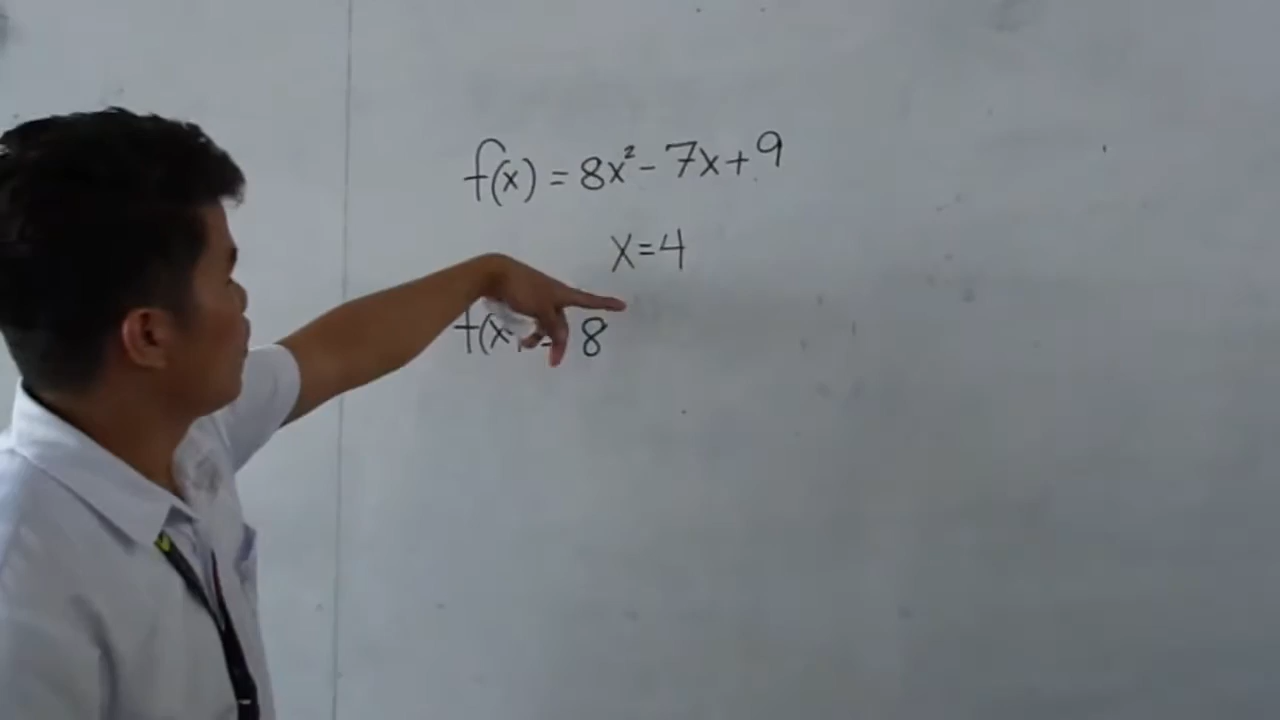 f(x) = 8x² - 7x + 9
x = 4
f(x) = 8